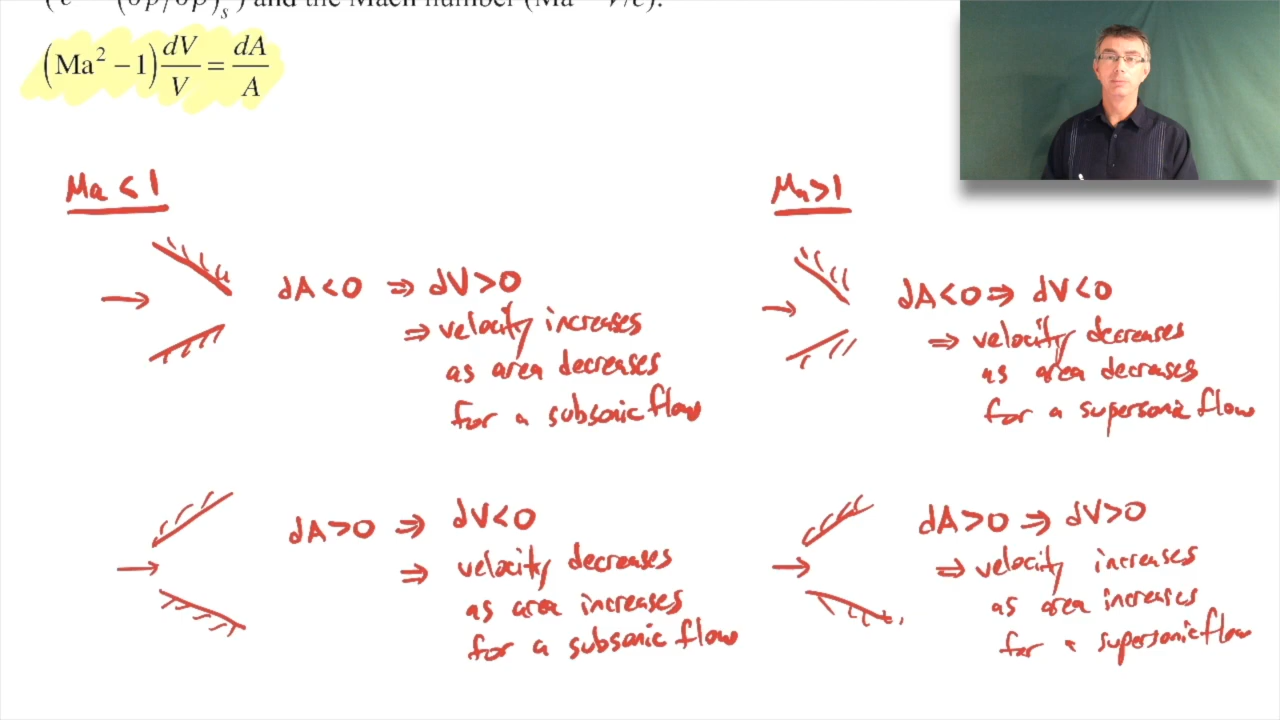 (c² = (∂p/∂ρ)ₛ) and the Mach number (Ma = V/c).
(Ma² − 1) dV/V = dA/A
Ma < 1
dA < 0 ⇒ dV > 0
⇒ velocity increases
as area decreases
for a subsonic flow
dA > 0 ⇒ dV < 0
⇒ velocity decreases
as area increases
for a subsonic flow
Ma > 1
dA < 0 ⇒ dV < 0
⇒ velocity decreases
as area decreases
for a supersonic flow
dA > 0 ⇒ dV > 0
⇒ velocity increases
as area increases
for a supersonic flow